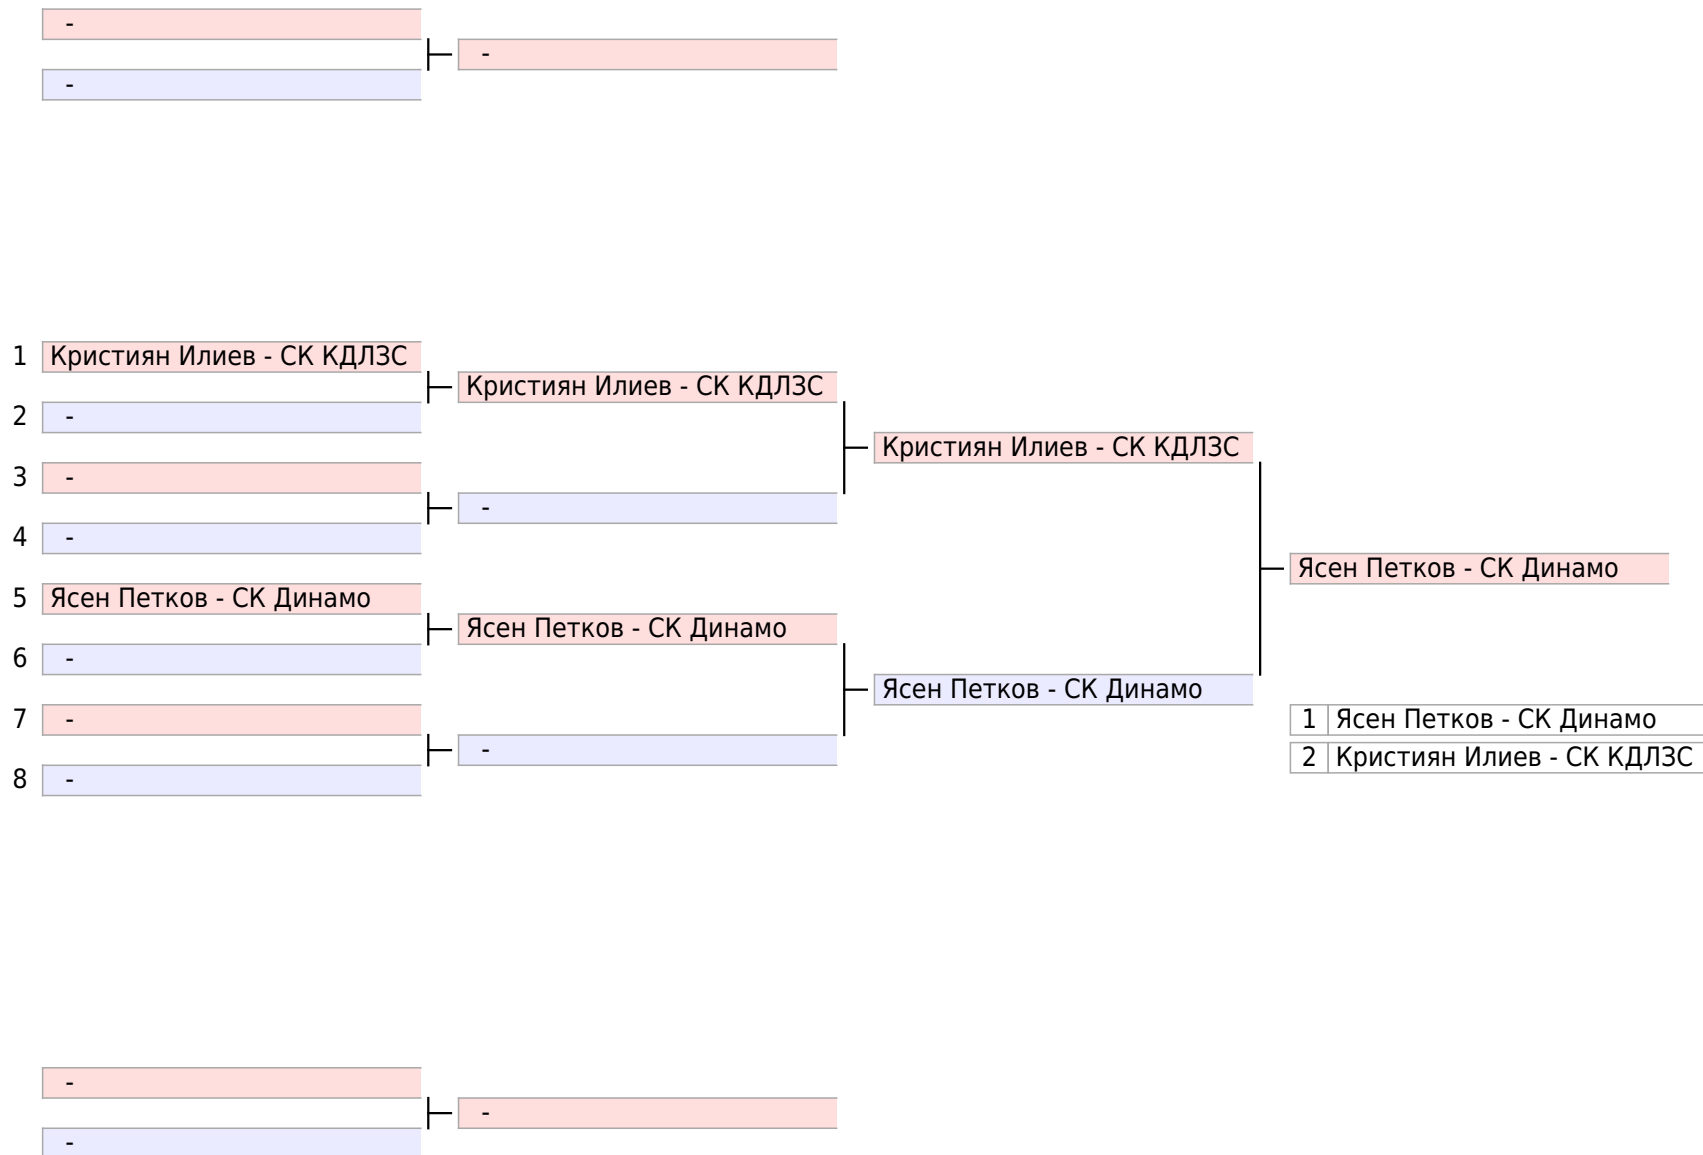 -
-
-
1 Кристиян Илиев - СК КДЛЗС
Кристиян Илиев - СК КДЛЗС
2 -
Кристиян Илиев - СК КДЛЗС
3 -
-
4 -
Ясен Петков - СК Динамо
5 Ясен Петков - СК Динамо
Ясен Петков - СК Динамо
6 -
Ясен Петков - СК Динамо
7 -
1 Ясен Петков - СК Динамо
-
2 Кристиян Илиев - СК КДЛЗС
8 -
-
-
-